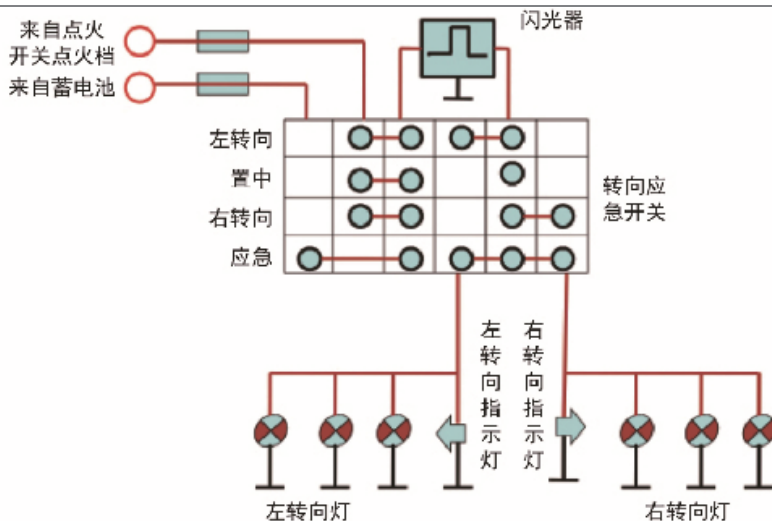 闪光器
来自点火
开关点火档
来自蓄电池
左转向
置中
右转向
应急
转向应
急开关
左转向指示灯
右转向指示灯
左转向灯
右转向灯